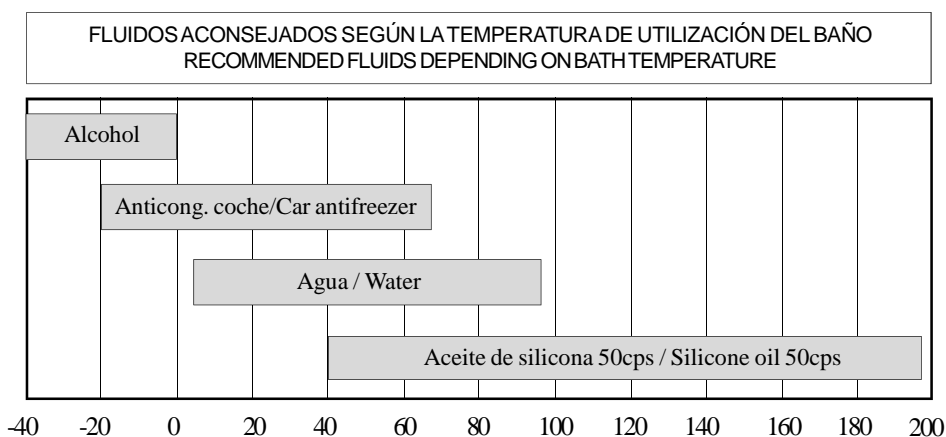 FLUIDOS ACONSEJADOS SEGÚN LA TEMPERATURA DE UTILIZACIÓN DEL BAÑO
RECOMMENDED FLUIDS DEPENDING ON BATH TEMPERATURE
Alcohol
Anticong. coche/Car antifreezer
Agua / Water
Aceite de silicona 50cps / Silicone oil 50cps
-40 -20 0 20 40 60 80 100 120 140 160 180 200